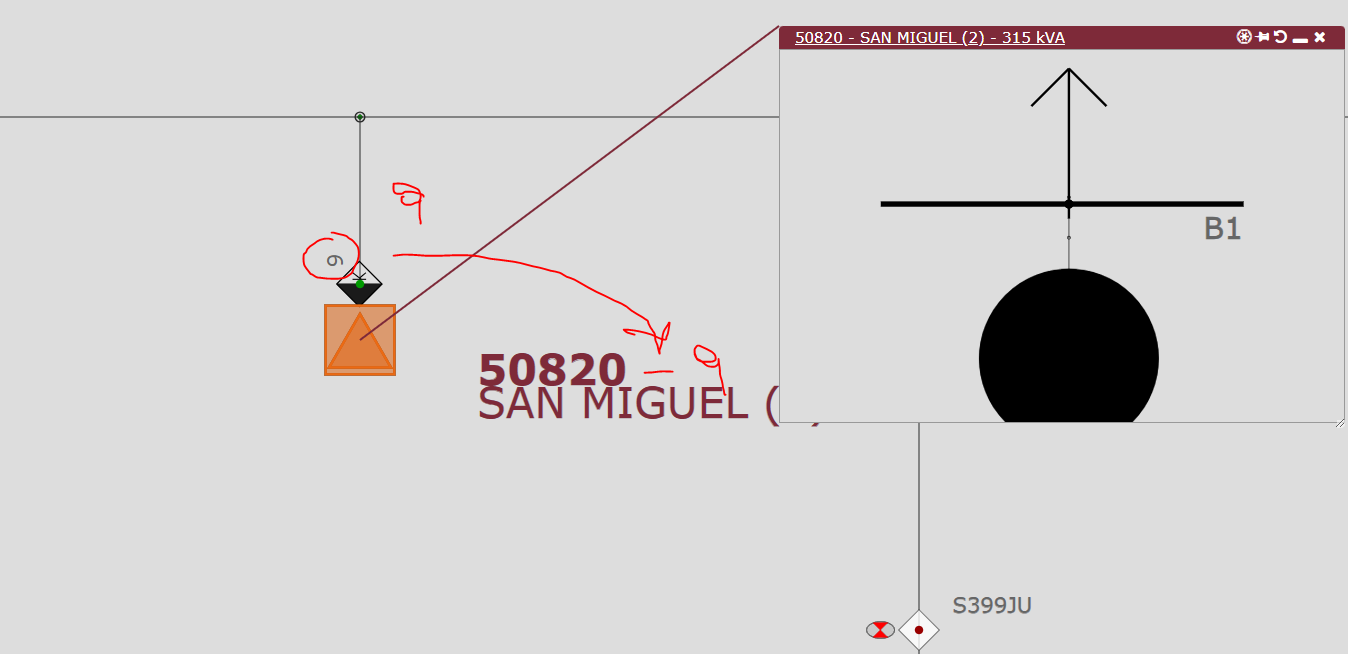 50820 - SAN MIGUEL (2) - 315 kVA
9
B1
9
50820 - 9
SAN MIGUEL (
S399JU